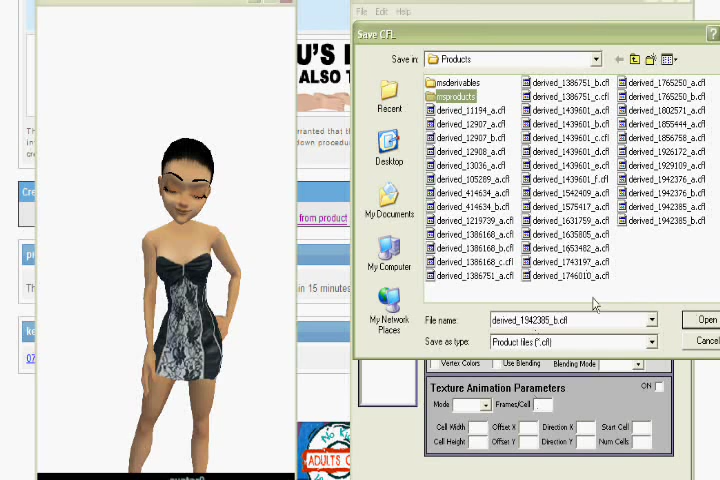 File Edit Help
Save CFL
?
Save in: Products
U'S
ALSO T
Recent
Desktop
My Documents
My Computer
My Network
Places
msderivables
msproducts
derived_11194_a.cfl
derived_12907_a.cfl
derived_12907_b.cfl
derived_12908_a.cfl
derived_13036_a.cfl
derived_105289_a.cfl
derived_414634_a.cfl
derived_414634_b.cfl
derived_1219739_a.cfl
derived_1386168_a.cfl
derived_1386168_b.cfl
derived_1386168_c.cfl
derived_1386751_a.cfl
derived_1386751_b.cfl
derived_1386751_c.cfl
derived_1439601_a.cfl
derived_1439601_b.cfl
derived_1439601_c.cfl
derived_1439601_d.cfl
derived_1439601_e.cfl
derived_1439601_f.cfl
derived_1542409_a.cfl
derived_1575417_a.cfl
derived_1631759_a.cfl
derived_1635805_a.cfl
derived_1653482_a.cfl
derived_1743197_a.cfl
derived_1746010_a.cfl
derived_1765250_a.cfl
derived_1765250_b.cfl
derived_1802571_a.cfl
derived_1855444_a.cfl
derived_1856758_a.cfl
derived_1926172_a.cfl
derived_1929109_a.cfl
derived_1942376_a.cfl
derived_1942376_b.cfl
derived_1942385_a.cfl
derived_1942385_b.cfl
File name: derived_1942385_b.cfl
Open
Save as type: Product files (*.cfl)
Cancel
from product
in 15 minutes
Vertex Colors Use Blending Blending Mode
Texture Animation Parameters ON
Mode Frames/Cell
Cell Width Offset X Direction X Start Cell
Cell Height Offset Y Direction Y Num Cells
ADULTS